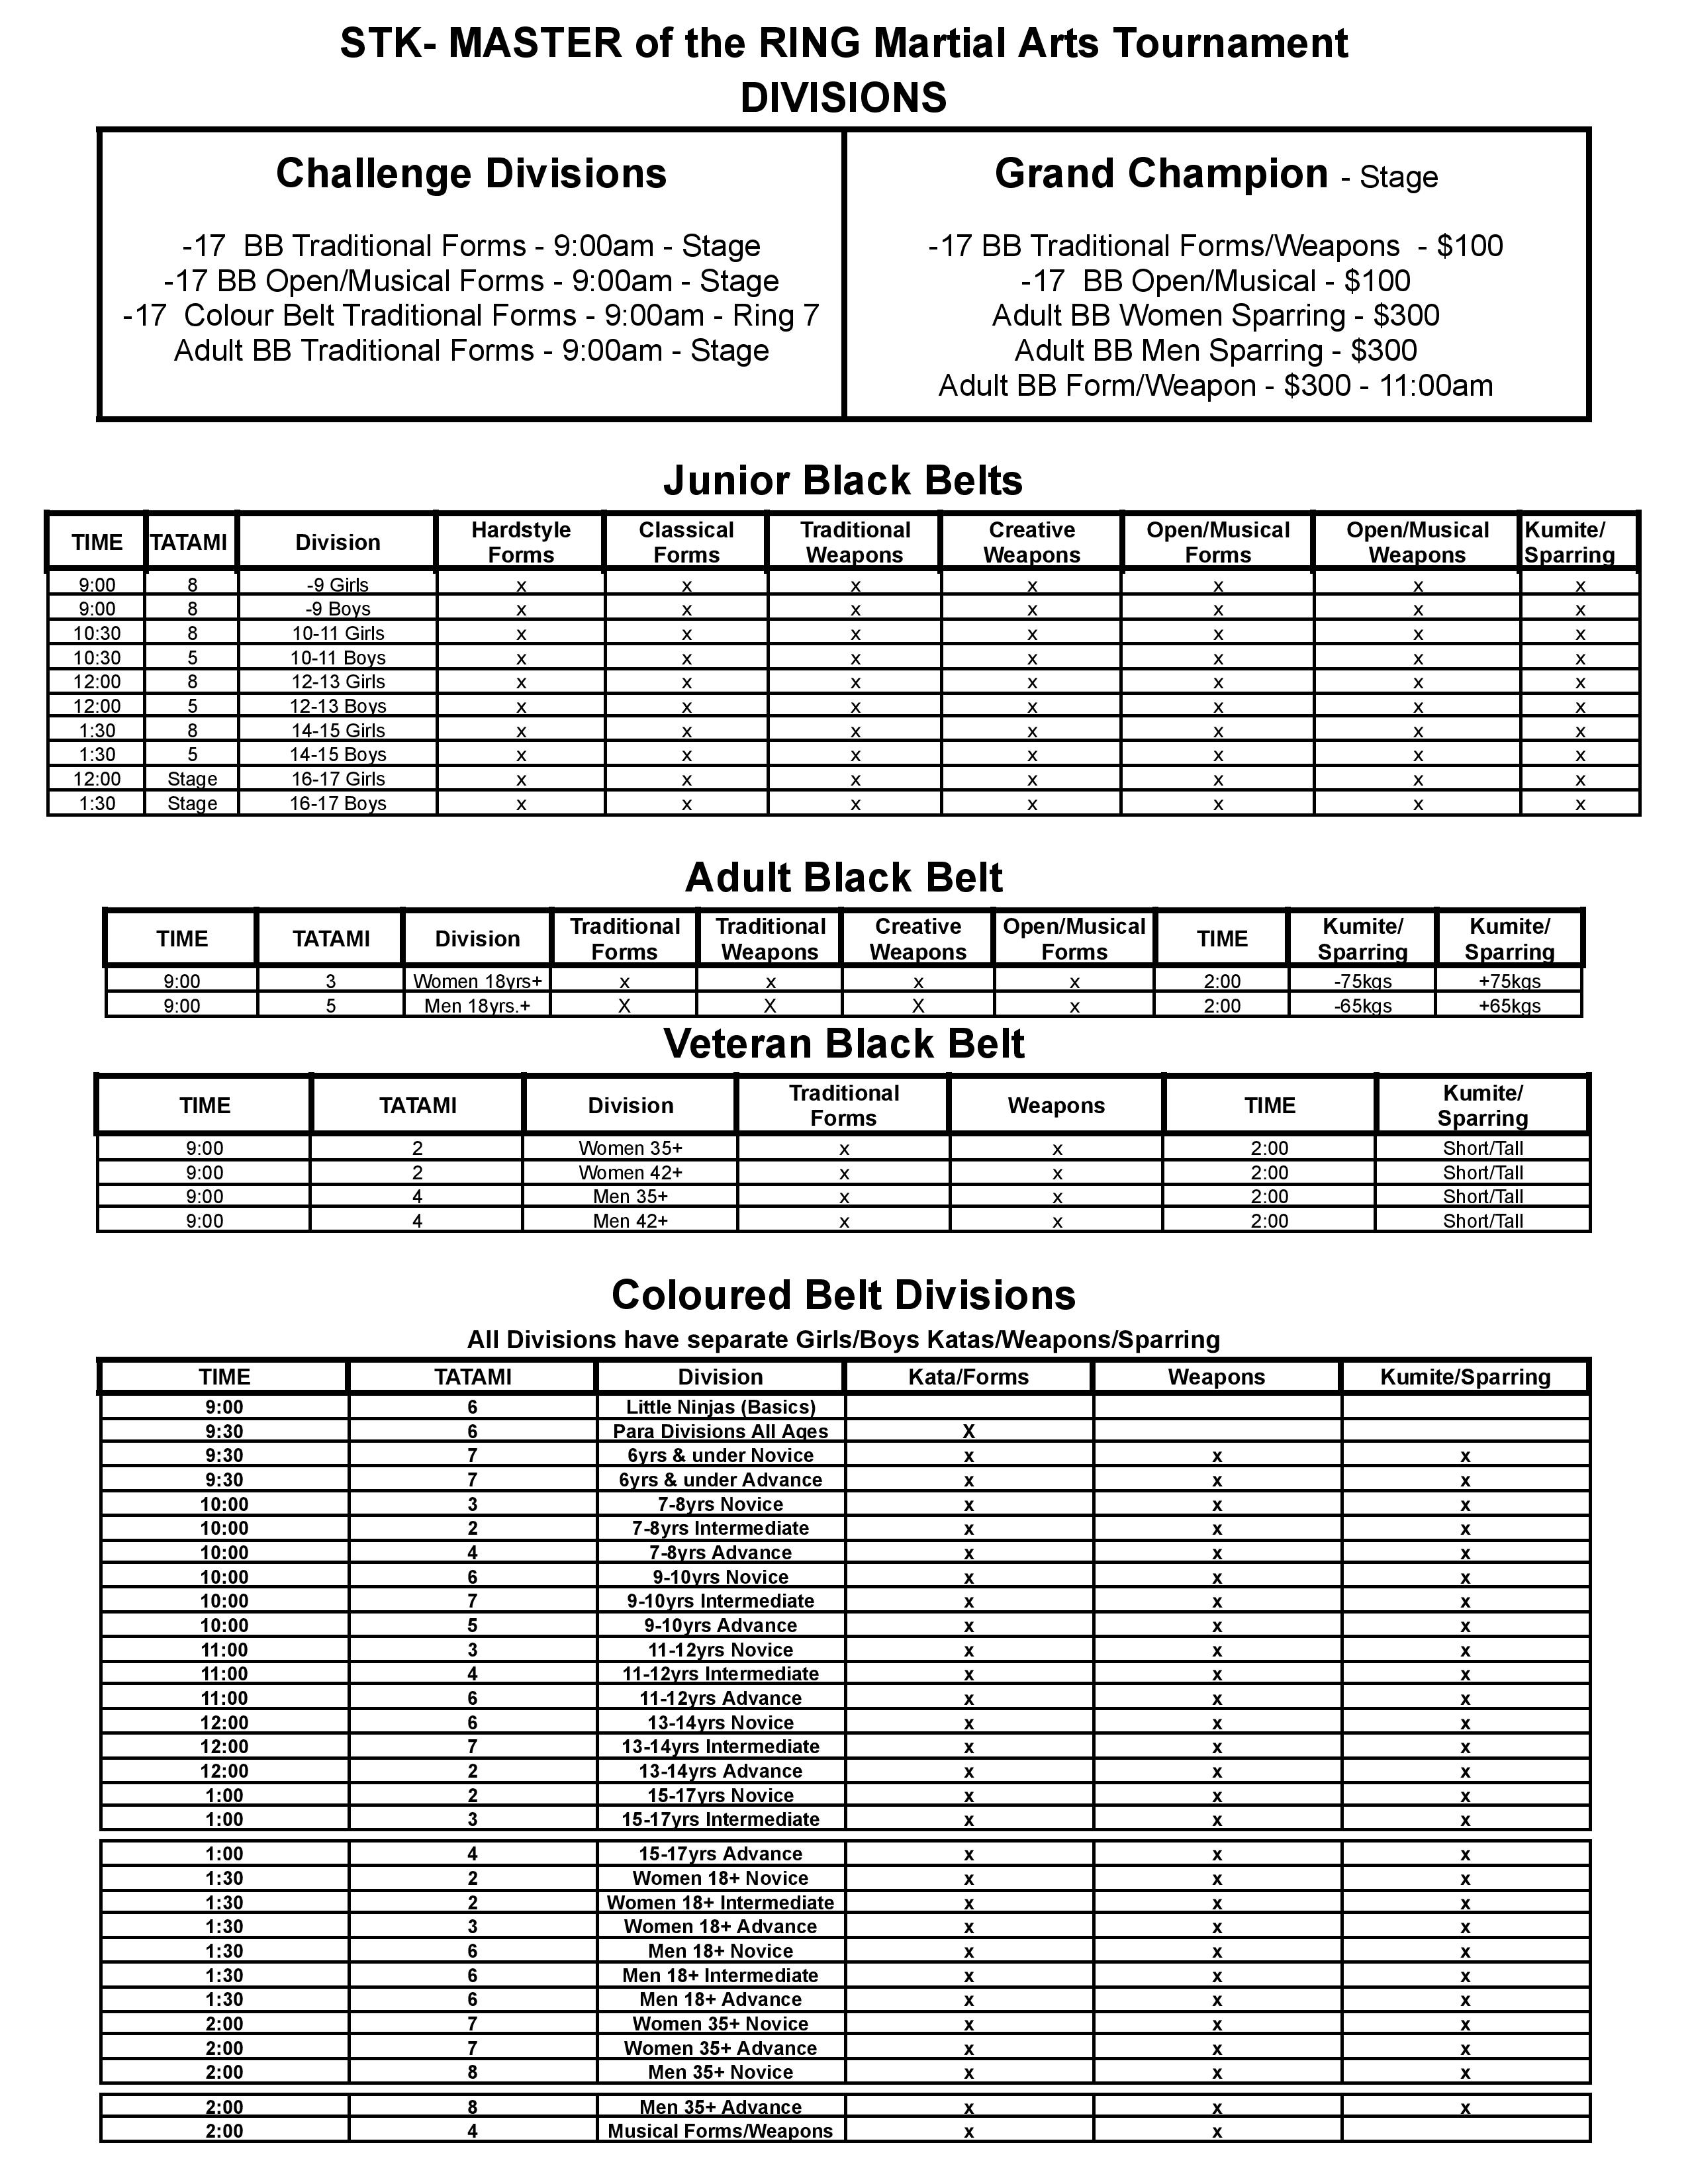 STK- MASTER of the RING Martial Arts Tournament
DIVISIONS
Challenge Divisions
-17 BB Traditional Forms - 9:00am - Stage
-17 BB Open/Musical Forms - 9:00am - Stage
-17 Colour Belt Traditional Forms - 9:00am - Ring 7
Adult BB Traditional Forms - 9:00am - Stage
Grand Champion - Stage
-17 BB Traditional Forms/Weapons - $100
-17 BB Open/Musical - $100
Adult BB Women Sparring - $300
Adult BB Men Sparring - $300
Adult BB Form/Weapon - $300 - 11:00am
Junior Black Belts
TIME TATAMI Division Hardstyle Forms Classical Forms Traditional Weapons Creative Weapons Open/Musical Forms Open/Musical Weapons Kumite/ Sparring
9:00 8 -9 Girls x x x x x x x
9:00 8 -9 Boys x x x x x x x
10:30 8 10-11 Girls x x x x x x x
10:30 5 10-11 Boys x x x x x x x
12:00 8 12-13 Girls x x x x x x x
12:00 5 12-13 Boys x x x x x x x
1:30 8 14-15 Girls x x x x x x x
1:30 5 14-15 Boys x x x x x x x
12:00 Stage 16-17 Girls x x x x x x x
1:30 Stage 16-17 Boys x x x x x x x
Adult Black Belt
TIME TATAMI Division Traditional Forms Traditional Weapons Creative Weapons Open/Musical Forms TIME Kumite/ Sparring Kumite/ Sparring
9:00 3 Women 18yrs+ x x x x 2:00 -75kgs +75kgs
9:00 5 Men 18yrs.+ X X X x 2:00 -65kgs +65kgs
Veteran Black Belt
TIME TATAMI Division Traditional Forms Weapons TIME Kumite/ Sparring
9:00 2 Women 35+ x x 2:00 Short/Tall
9:00 2 Women 42+ x x 2:00 Short/Tall
9:00 4 Men 35+ x x 2:00 Short/Tall
9:00 4 Men 42+ x x 2:00 Short/Tall
Coloured Belt Divisions
All Divisions have separate Girls/Boys Katas/Weapons/Sparring
TIME TATAMI Division Kata/Forms Weapons Kumite/Sparring
9:00 6 Little Ninjas (Basics)
9:30 6 Para Divisions All Ages X
9:30 7 6yrs & under Novice x x x
9:30 7 6yrs & under Advance x x x
10:00 3 7-8yrs Novice x x x
10:00 2 7-8yrs Intermediate x x x
10:00 4 7-8yrs Advance x x x
10:00 6 9-10yrs Novice x x x
10:00 7 9-10yrs Intermediate x x x
10:00 5 9-10yrs Advance x x x
11:00 3 11-12yrs Novice x x x
11:00 4 11-12yrs Intermediate x x x
11:00 6 11-12yrs Advance x x x
12:00 6 13-14yrs Novice x x x
12:00 7 13-14yrs Intermediate x x x
12:00 2 13-14yrs Advance x x x
1:00 2 15-17yrs Novice x x x
1:00 3 15-17yrs Intermediate x x x
1:00 4 15-17yrs Advance x x x
1:30 2 Women 18+ Novice x x x
1:30 2 Women 18+ Intermediate x x x
1:30 3 Women 18+ Advance x x x
1:30 6 Men 18+ Novice x x x
1:30 6 Men 18+ Intermediate x x x
1:30 6 Men 18+ Advance x x x
2:00 7 Women 35+ Novice x x x
2:00 7 Women 35+ Advance x x x
2:00 8 Men 35+ Novice x x x
2:00 8 Men 35+ Advance x x x
2:00 4 Musical Forms/Weapons x x